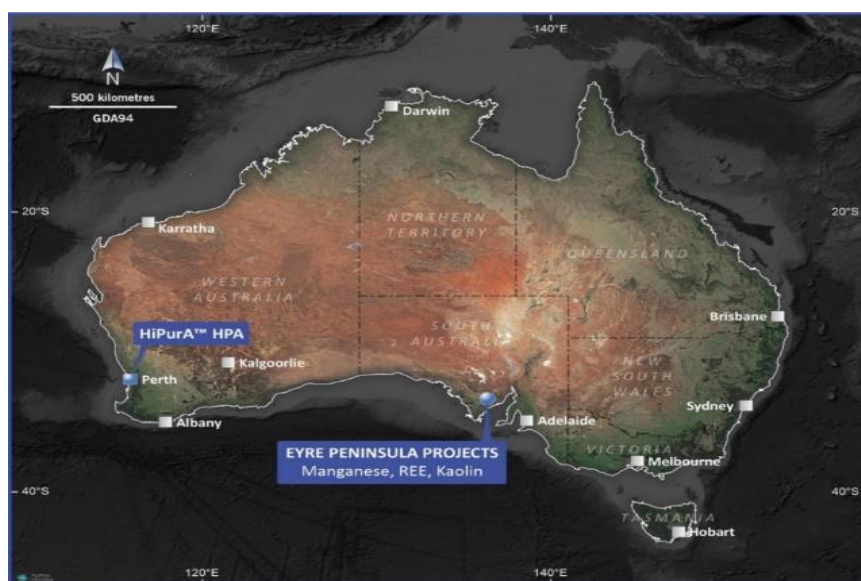 120°E
140°E
N
500 kilometres
GDA94
Darwin
20°S
20°S
Karratha
NORTHERN
TERRITORY
QUEENSLAND
WESTERN
AUSTRALIA
HiPurA™ HPA
SOUTH
AUSTRALIA
Brisbane
Kalgoorlie
Perth
NEW
SOUTH
WALES
Sydney
Albany
Adelaide
EYRE PENINSULA PROJECTS
Manganese, REE, Kaolin
VICTORIA
Melbourne
40°S
40°S
TASMANIA
Hobart
120°E
140°E